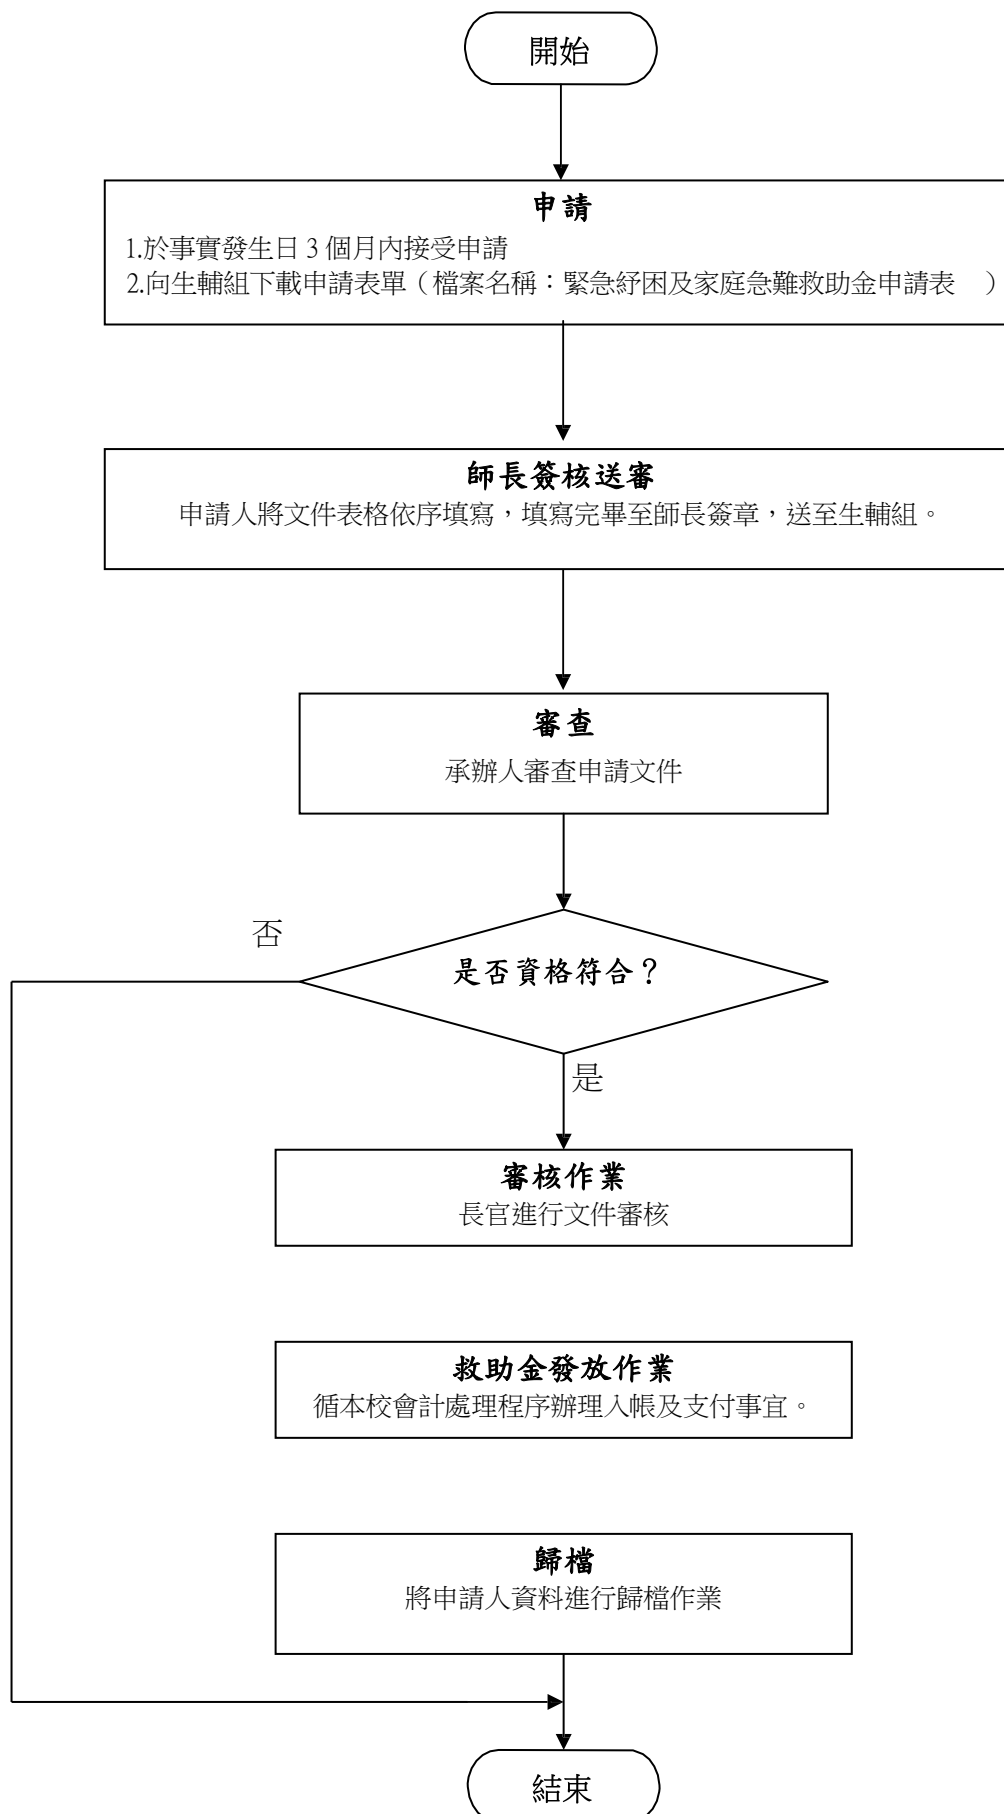 開始
申請
1.於事實發生日 3 個月內接受申請
2.向生輔組下載申請表單（檔案名稱：緊急紓困及家庭急難救助金申請表　）
師長簽核送審
申請人將文件表格依序填寫，填寫完畢至師長簽章，送至生輔組。
審查
承辦人審查申請文件
否
是否資格符合？
是
審核作業
長官進行文件審核
救助金發放作業
循本校會計處理程序辦理入帳及支付事宜。
歸檔
將申請人資料進行歸檔作業
結束